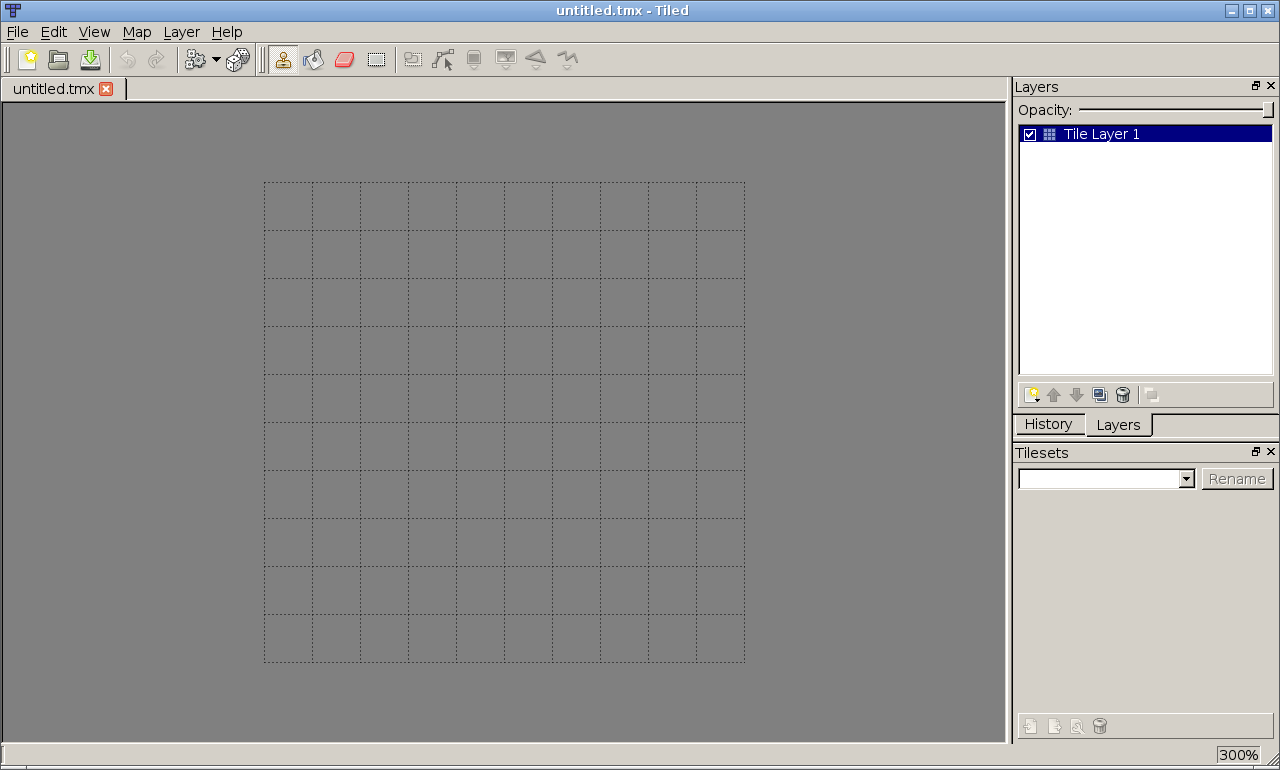 untitled.tmx - Tiled
File Edit View Map Layer Help
untitled.tmx
Layers
Opacity:
Tile Layer 1
History Layers
Tilesets
Rename
300%